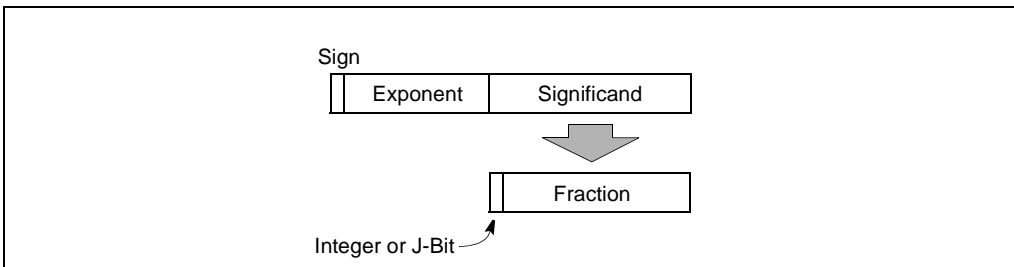 Sign
Exponent Significand
Fraction
Integer or J-Bit